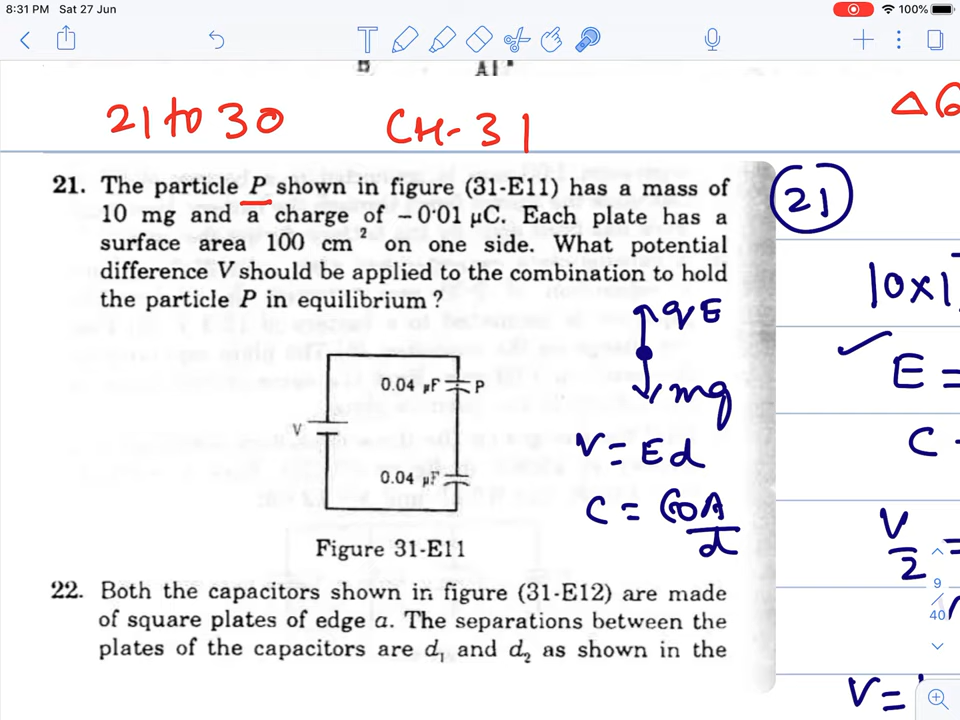 8:31 PM Sat 27 Jun
100%
21 to 30 CH-31
21. The particle P shown in figure (31-E11) has a mass of
10 mg and a charge of – 0·01 μC. Each plate has a
surface area 100 cm² on one side. What potential
difference V should be applied to the combination to hold
the particle P in equilibrium ?
21
10×1
qE
mg
E =
V = Ed
C
C = ε0A/d
V/2 =
V =
0.04 μF P
V
0.04 μF
Figure 31-E11
22. Both the capacitors shown in figure (31-E12) are made
of square plates of edge a. The separations between the
plates of the capacitors are d₁ and d₂ as shown in the
9
40